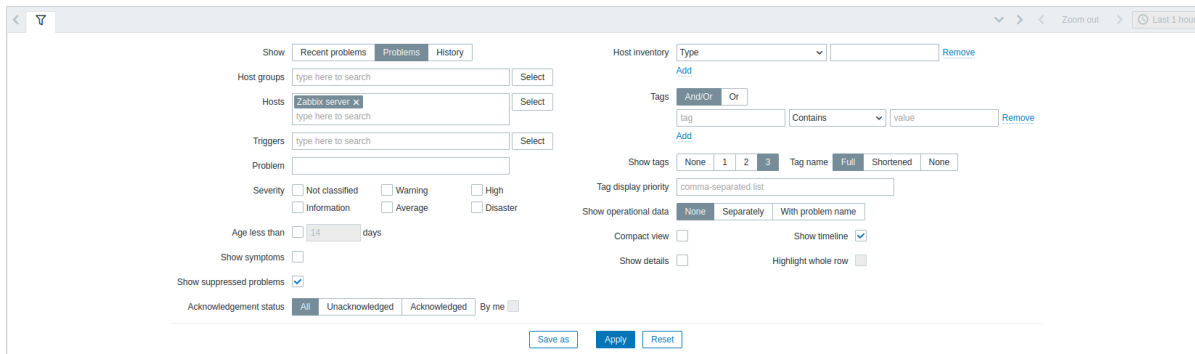 Zoom out
Last 1 hour
Show Recent problems Problems History
Host groups type here to search Select
Hosts Zabbix server Select
type here to search
Triggers type here to search Select
Problem
Severity Not classified Warning High
Information Average Disaster
Age less than 14 days
Show symptoms
Show suppressed problems
Acknowledgement status All Unacknowledged Acknowledged By me
Host inventory Type Remove
Add
Tags And/Or Or
tag Contains value Remove
Add
Show tags None 1 2 3 Tag name Full Shortened None
Tag display priority comma-separated list
Show operational data None Separately With problem name
Compact view Show timeline
Show details Highlight whole row
Save as Apply Reset